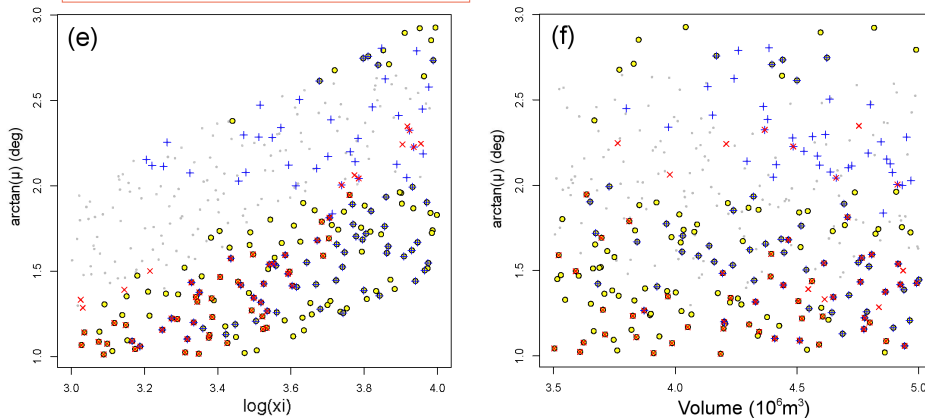 (e)
arctan(μ) (deg)
3.0
2.5
2.0
1.5
1.0
3.0 3.2 3.4 3.6 3.8 4.0
log(xi)
(f)
arctan(μ) (deg)
3.0
2.5
2.0
1.5
1.0
3.5 4.0 4.5 5.0
Volume (10⁶m³)